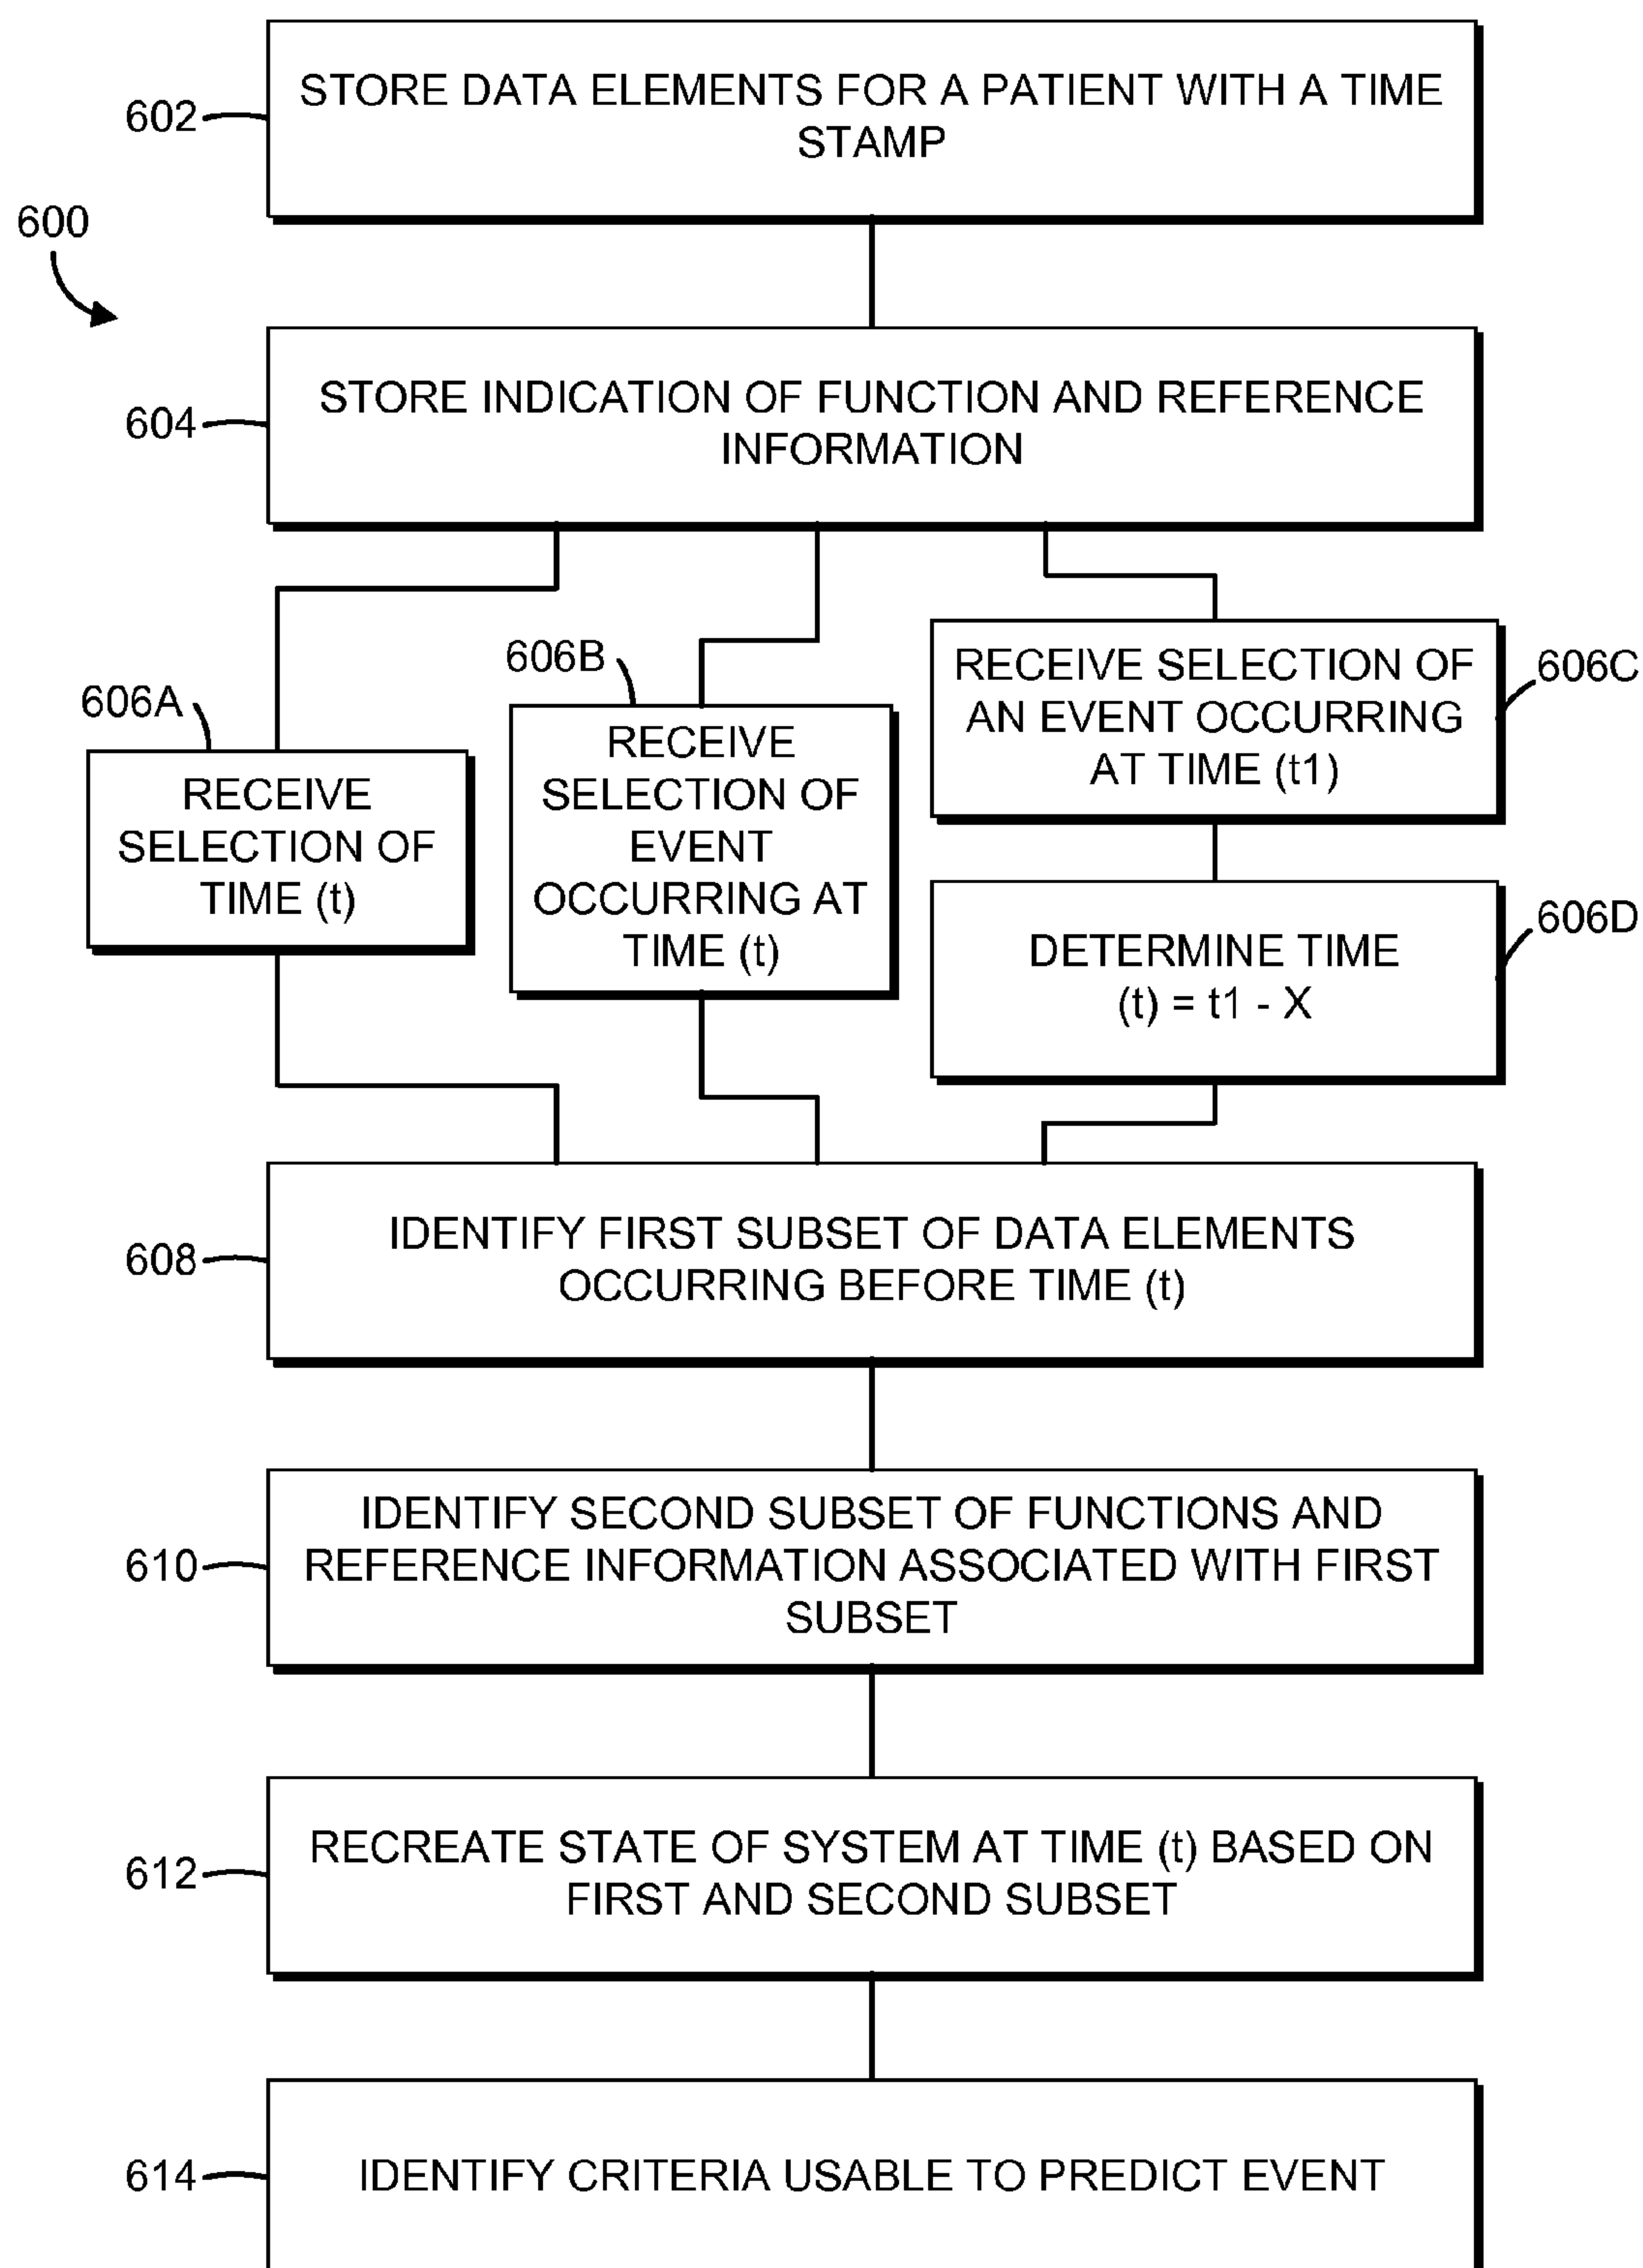 602
STORE DATA ELEMENTS FOR A PATIENT WITH A TIME
STAMP
600
604
STORE INDICATION OF FUNCTION AND REFERENCE
INFORMATION
606A
RECEIVE
SELECTION OF
TIME (t)
606B
RECEIVE
SELECTION OF
EVENT
OCCURRING AT
TIME (t)
606C
RECEIVE SELECTION OF
AN EVENT OCCURRING
AT TIME (t1)
606D
DETERMINE TIME
(t) = t1 - X
608
IDENTIFY FIRST SUBSET OF DATA ELEMENTS
OCCURRING BEFORE TIME (t)
610
IDENTIFY SECOND SUBSET OF FUNCTIONS AND
REFERENCE INFORMATION ASSOCIATED WITH FIRST
SUBSET
612
RECREATE STATE OF SYSTEM AT TIME (t) BASED ON
FIRST AND SECOND SUBSET
614
IDENTIFY CRITERIA USABLE TO PREDICT EVENT